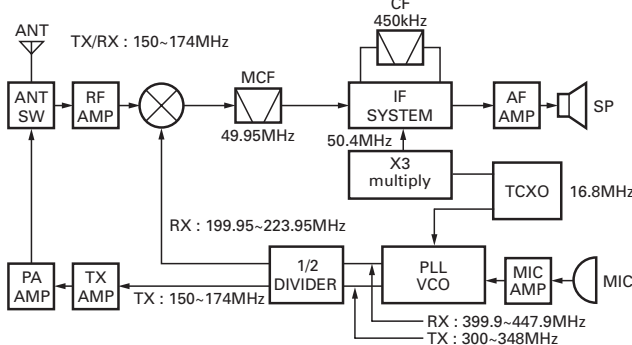 CF
450kHz
ANT
TX/RX : 150~174MHz
MCF
ANT
SW
RF
AMP
IF
SYSTEM
AF
AMP
SP
49.95MHz
50.4MHz
X3
multiply
TCXO
16.8MHz
RX : 199.95~223.95MHz
PA
AMP
TX
AMP
1/2
DIVIDER
PLL
VCO
MIC
AMP
MIC
TX : 150~174MHz
RX : 399.9~447.9MHz
TX : 300~348MHz